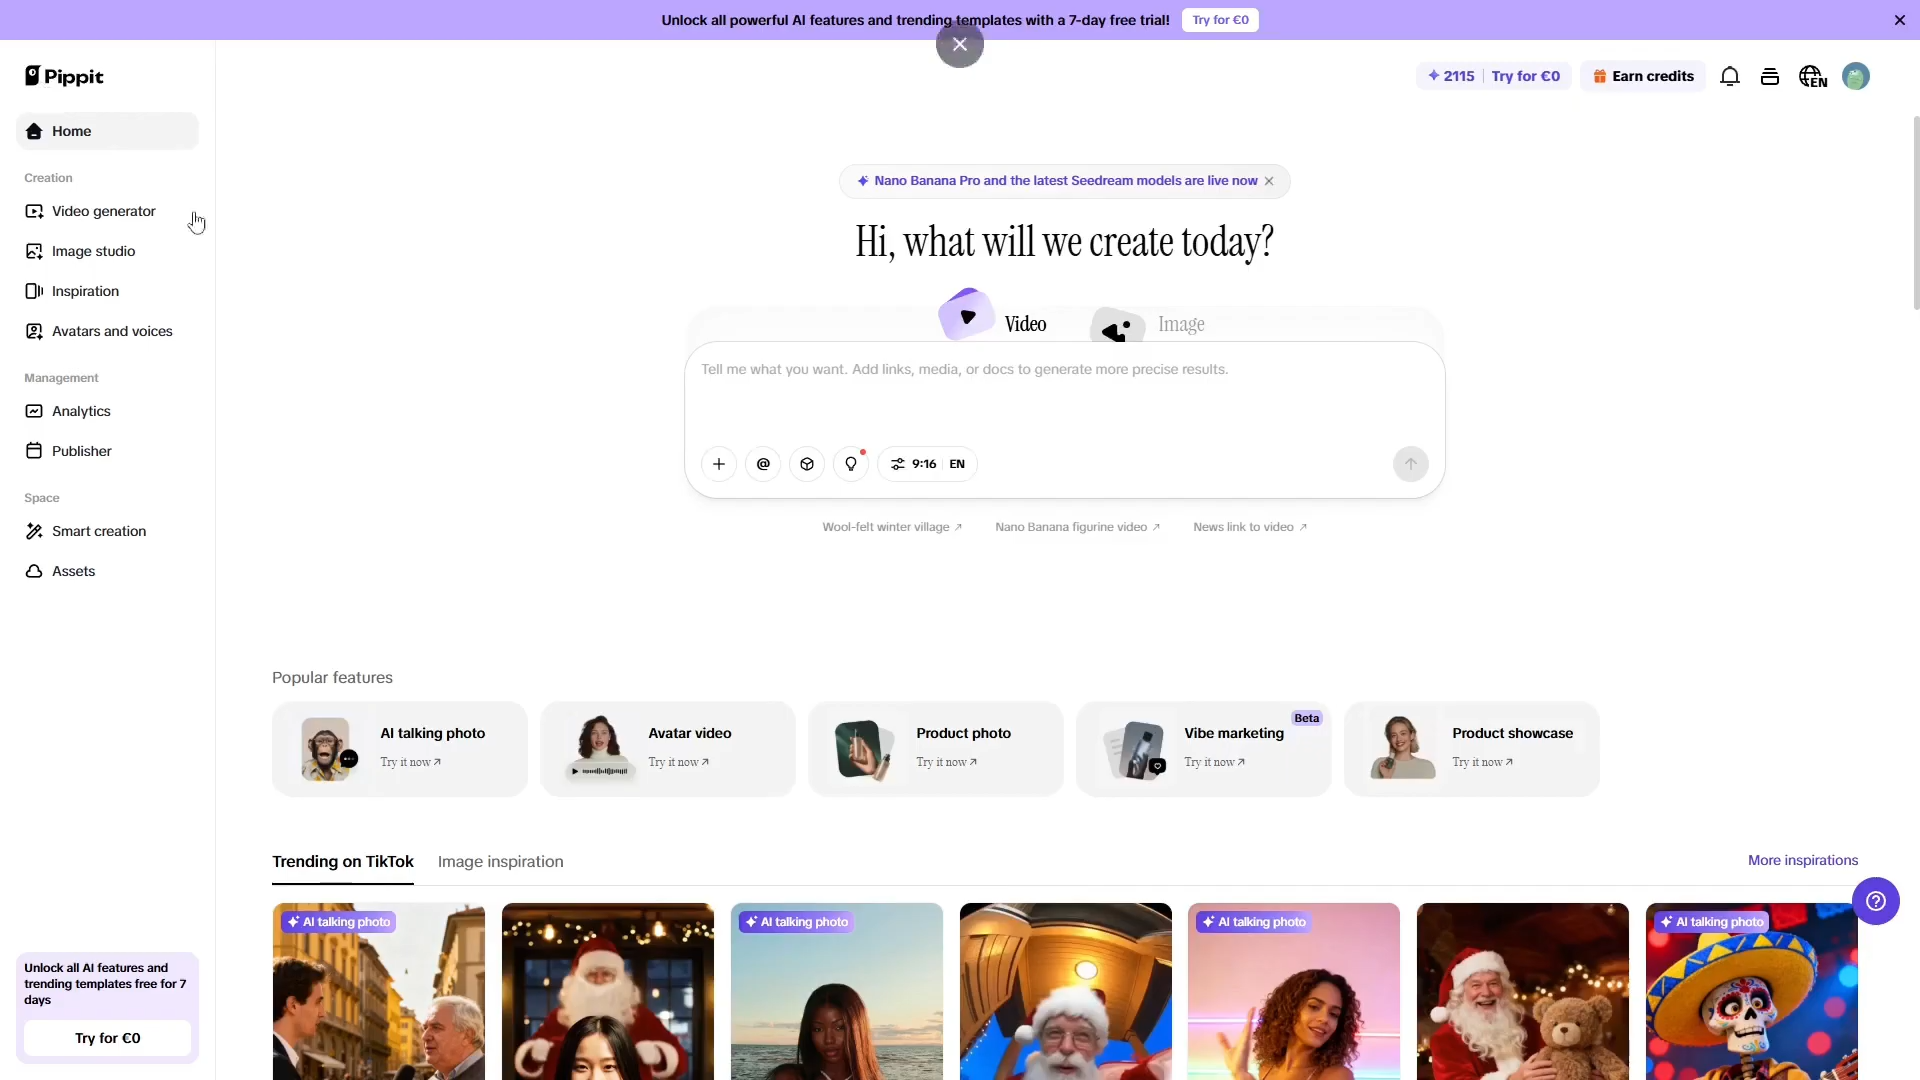 Unlock all powerful AI features and trending templates with a 7-day free trial!
Try for €0
Pippit
2115
Try for €0
Earn credits
EN
Home
Creation
Video generator
Image studio
Inspiration
Avatars and voices
Management
Analytics
Publisher
Space
Smart creation
Assets
Unlock all AI features and
trending templates free for 7
days
Try for €0
Nano Banana Pro and the latest Seedream models are live now
Hi, what will we create today?
Video
Image
Tell me what you want. Add links, media, or docs to generate more precise results.
@
9:16
EN
Wool-felt winter village
Nano Banana figurine video
News link to video
Popular features
AI talking photo
Try it now
Avatar video
Try it now
Product photo
Try it now
Beta
Vibe marketing
Try it now
Product showcase
Try it now
Trending on TikTok
Image inspiration
More inspirations
AI talking photo
AI talking photo
AI talking photo
AI talking photo